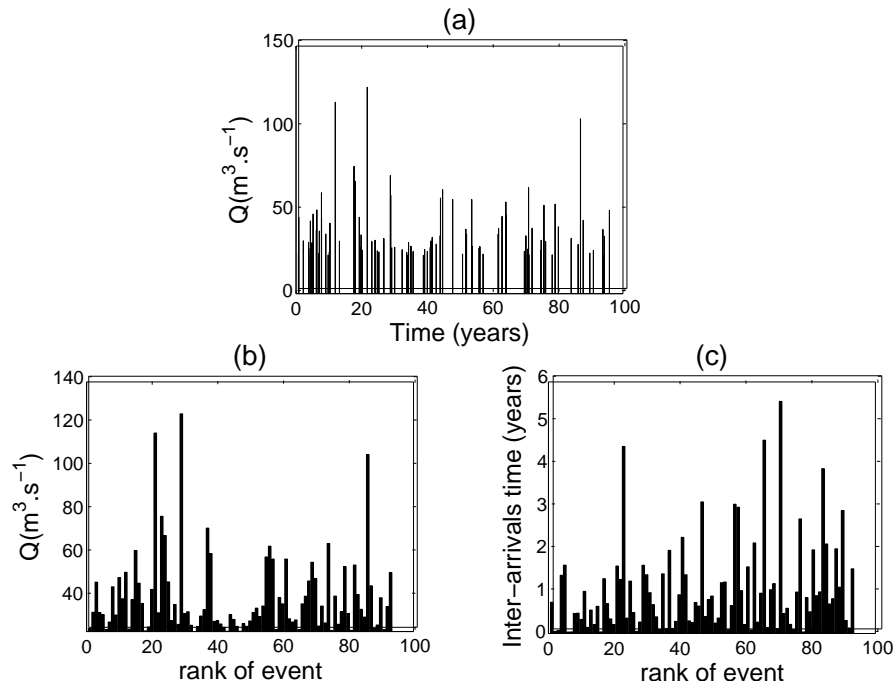 (a)
150
100
50
0
Q(m³.s⁻¹)
0 20 40 60 80 100
Time (years)
(b)
140
120
100
80
60
40
Q(m³.s⁻¹)
0 20 40 60 80 100
rank of event
(c)
6
5
4
3
2
1
0
Inter−arrivals time (years)
0 20 40 60 80 100
rank of event